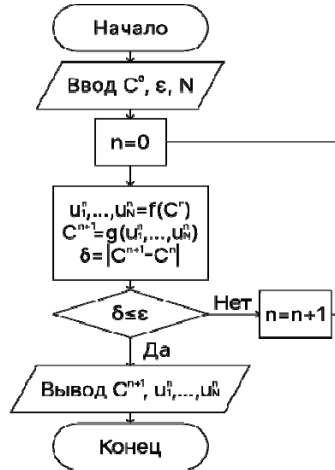 Начало
Ввод C⁰, ε, N
n=0
u₁ⁿ,...,u_Nⁿ=f(Cⁿ)
Cⁿ⁺¹=g(u₁ⁿ,...,u_Nⁿ)
δ=|Cⁿ⁺¹-Cⁿ|
δ≤ε
Нет
n=n+1
Да
Вывод Cⁿ⁺¹, u₁ⁿ,...,u_Nⁿ
Конец